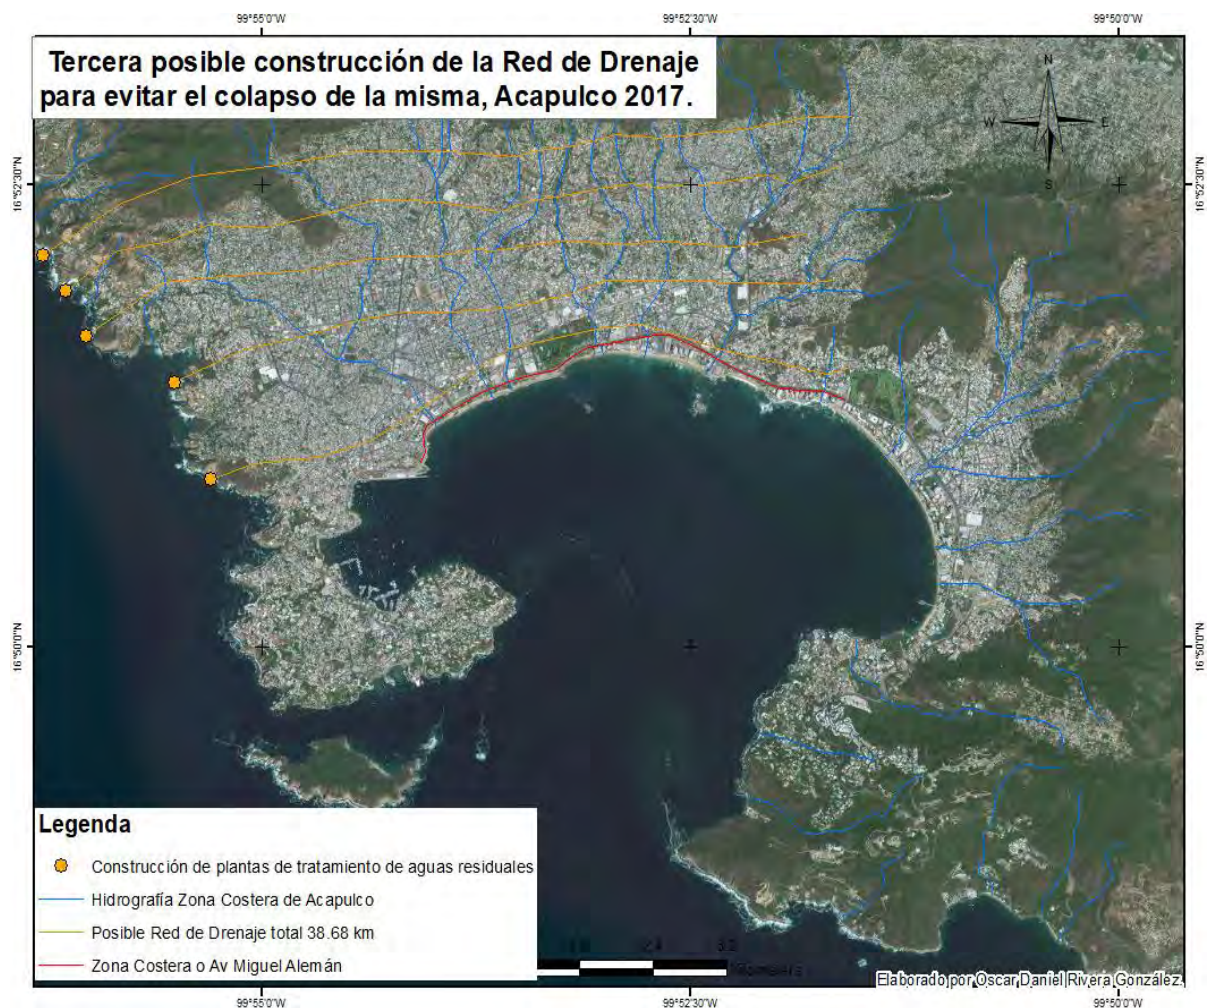 99°55'0"W 99°52'30"W 99°50'0"W
Tercera posible construcción de la Red de Drenaje
para evitar el colapso de la misma, Acapulco 2017.
N
W E
S
16°52'30"N 16°52'30"N
16°50'0"N 16°50'0"N
Legenda
Construcción de plantas de tratamiento de aguas residuales
Hidrografía Zona Costera de Acapulco
Posible Red de Drenaje total 38.68 km
Zona Costera o Av Miguel Alemán
2.4 3.2
Kilometers
Elaborado por Oscar Daniel Rivera González.
99°55'0"W 99°52'30"W 99°50'0"W